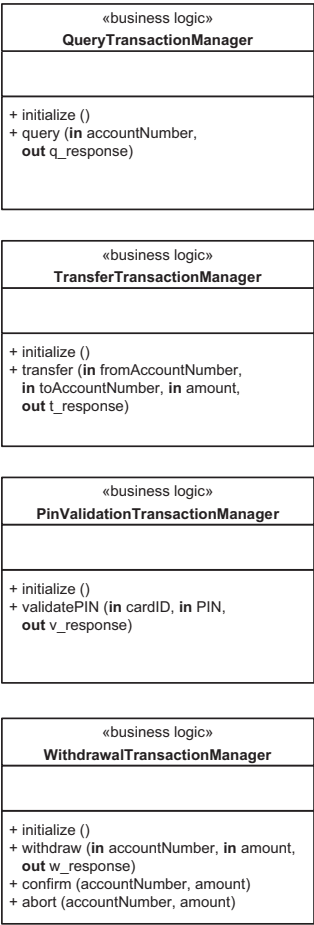 «business logic»
QueryTransactionManager
+ initialize ()
+ query (in accountNumber,
out q_response)
«business logic»
TransferTransactionManager
+ initialize ()
+ transfer (in fromAccountNumber,
in toAccountNumber, in amount,
out t_response)
«business logic»
PinValidationTransactionManager
+ initialize ()
+ validatePIN (in cardID, in PIN,
out v_response)
«business logic»
WithdrawalTransactionManager
+ initialize ()
+ withdraw (in accountNumber, in amount,
out w_response)
+ confirm (accountNumber, amount)
+ abort (accountNumber, amount)